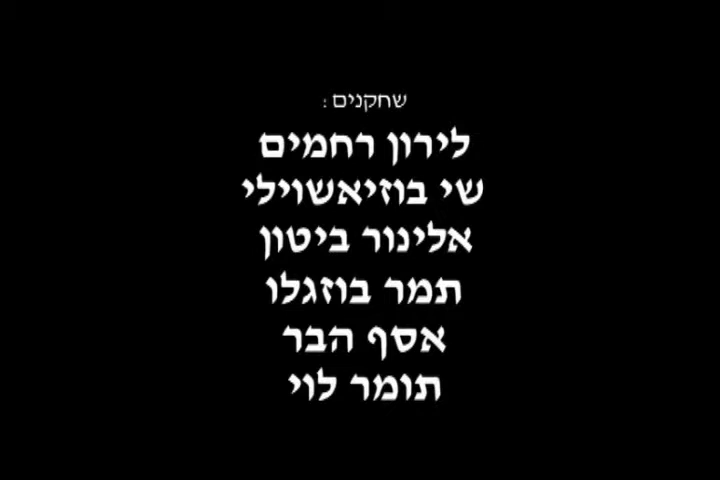 שחקנים :
לירון רחמים
שי בוזיאשוילי
אלינור ביטון
תמר בוזגלו
אסף הבר
תומר לוי